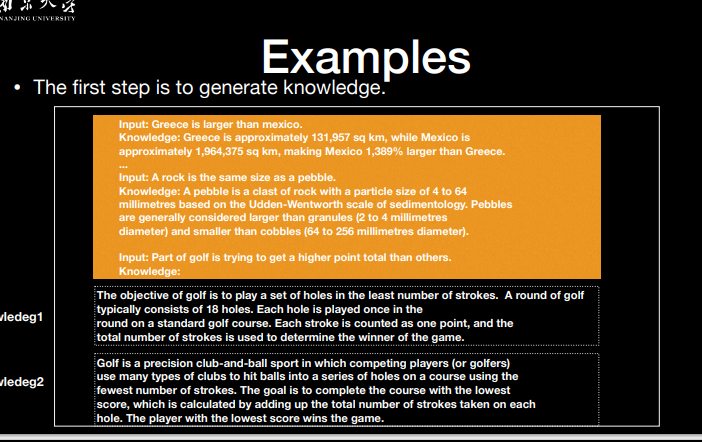 NANJING UNIVERSITY
Examples
• The first step is to generate knowledge.
Input: Greece is larger than mexico.
Knowledge: Greece is approximately 131,957 sq km, while Mexico is
approximately 1,964,375 sq km, making Mexico 1,389% larger than Greece.
...
Input: A rock is the same size as a pebble.
Knowledge: A pebble is a clast of rock with a particle size of 4 to 64
millimetres based on the Udden-Wentworth scale of sedimentology. Pebbles
are generally considered larger than granules (2 to 4 millimetres
diameter) and smaller than cobbles (64 to 256 millimetres diameter).
Input: Part of golf is trying to get a higher point total than others.
Knowledge:
wledeg1
The objective of golf is to play a set of holes in the least number of strokes. A round of golf
typically consists of 18 holes. Each hole is played once in the
round on a standard golf course. Each stroke is counted as one point, and the
total number of strokes is used to determine the winner of the game.
wledeg2
Golf is a precision club-and-ball sport in which competing players (or golfers)
use many types of clubs to hit balls into a series of holes on a course using the
fewest number of strokes. The goal is to complete the course with the lowest
score, which is calculated by adding up the total number of strokes taken on each
hole. The player with the lowest score wins the game.